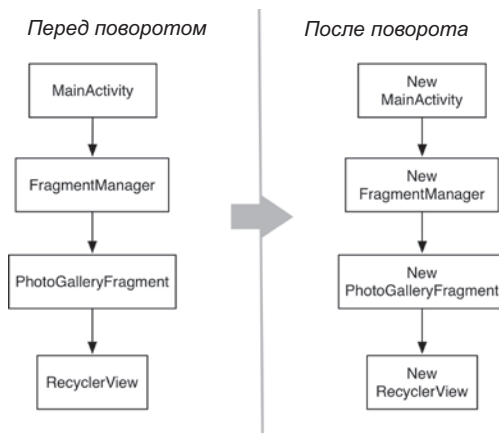 Перед поворотом
MainActivity
FragmentManager
PhotoGalleryFragment
RecyclerView
После поворота
New
MainActivity
New
FragmentManager
New
PhotoGalleryFragment
New
RecyclerView